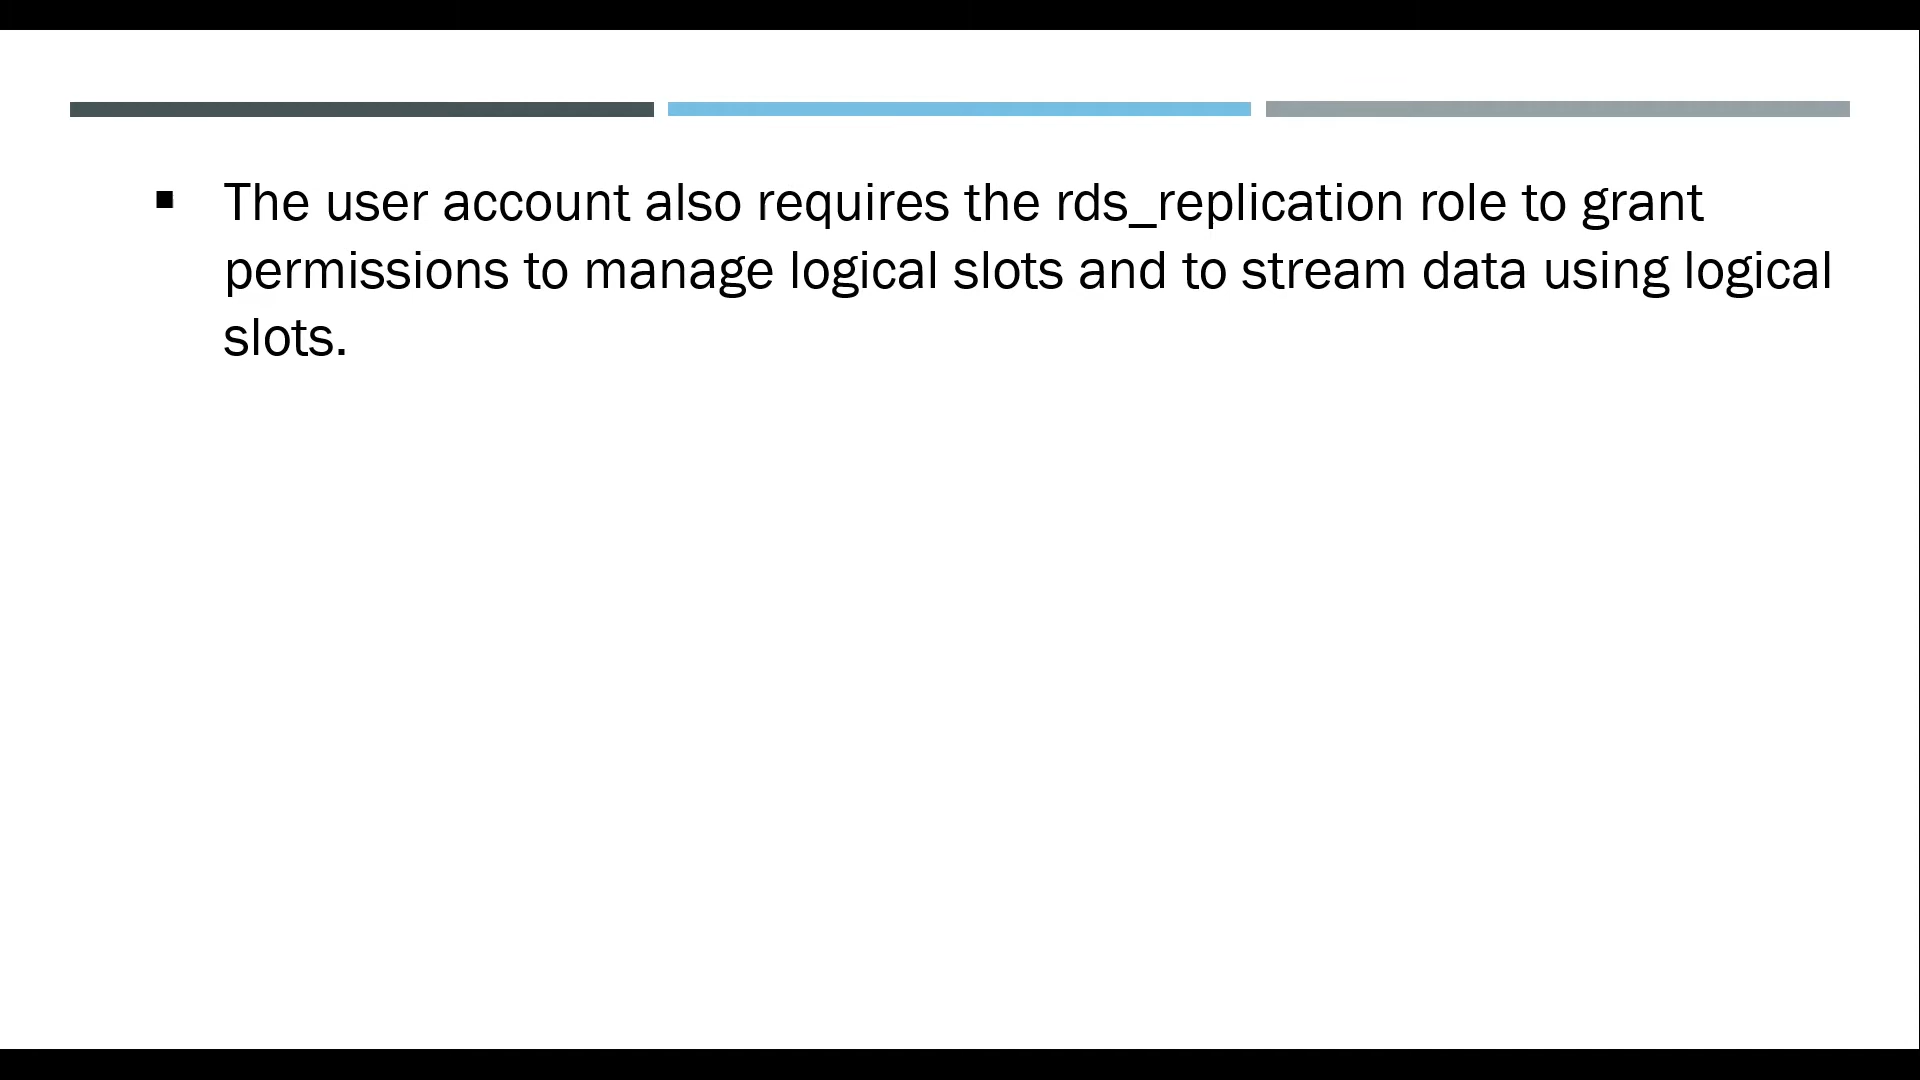 ▪ The user account also requires the rds_replication role to grant
permissions to manage logical slots and to stream data using logical
slots.